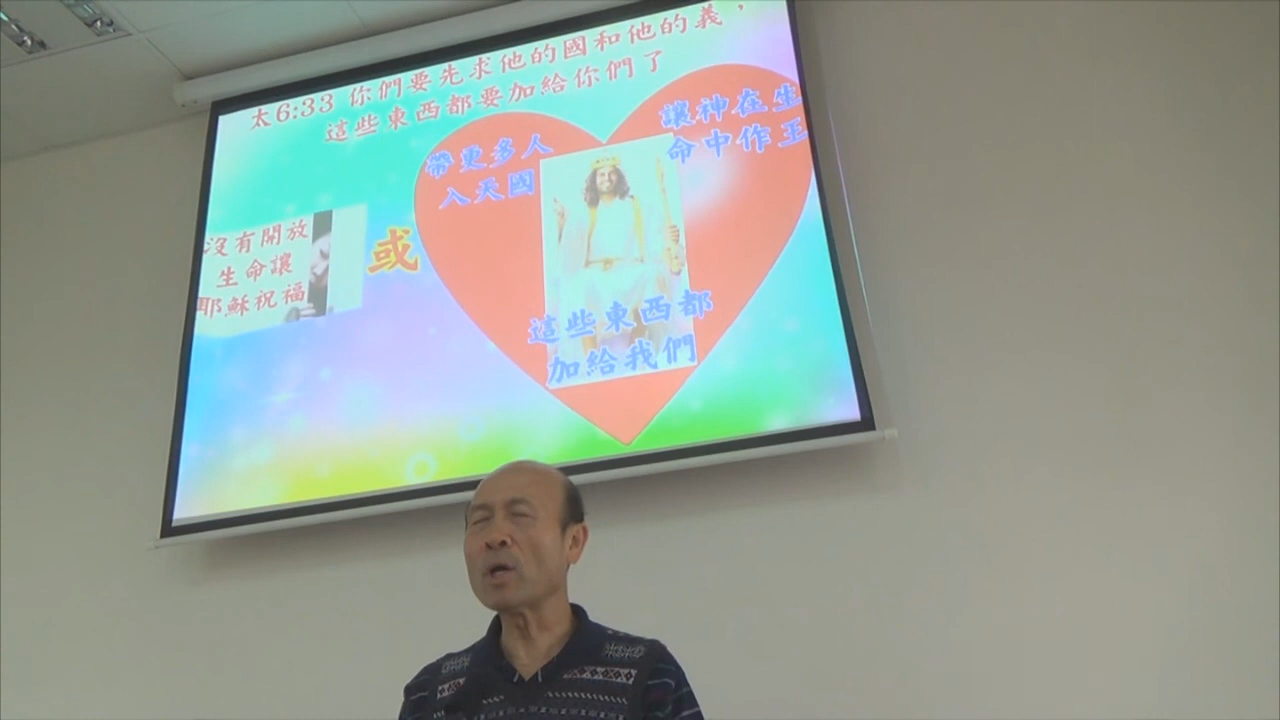 太6:33 你們要先求他的國和他的義，
這些東西都要加給你們了
帶更多人
入天國
讓神在生
命中作王
沒有開放
生命讓
耶穌祝福
或
這些東西都
加給我們